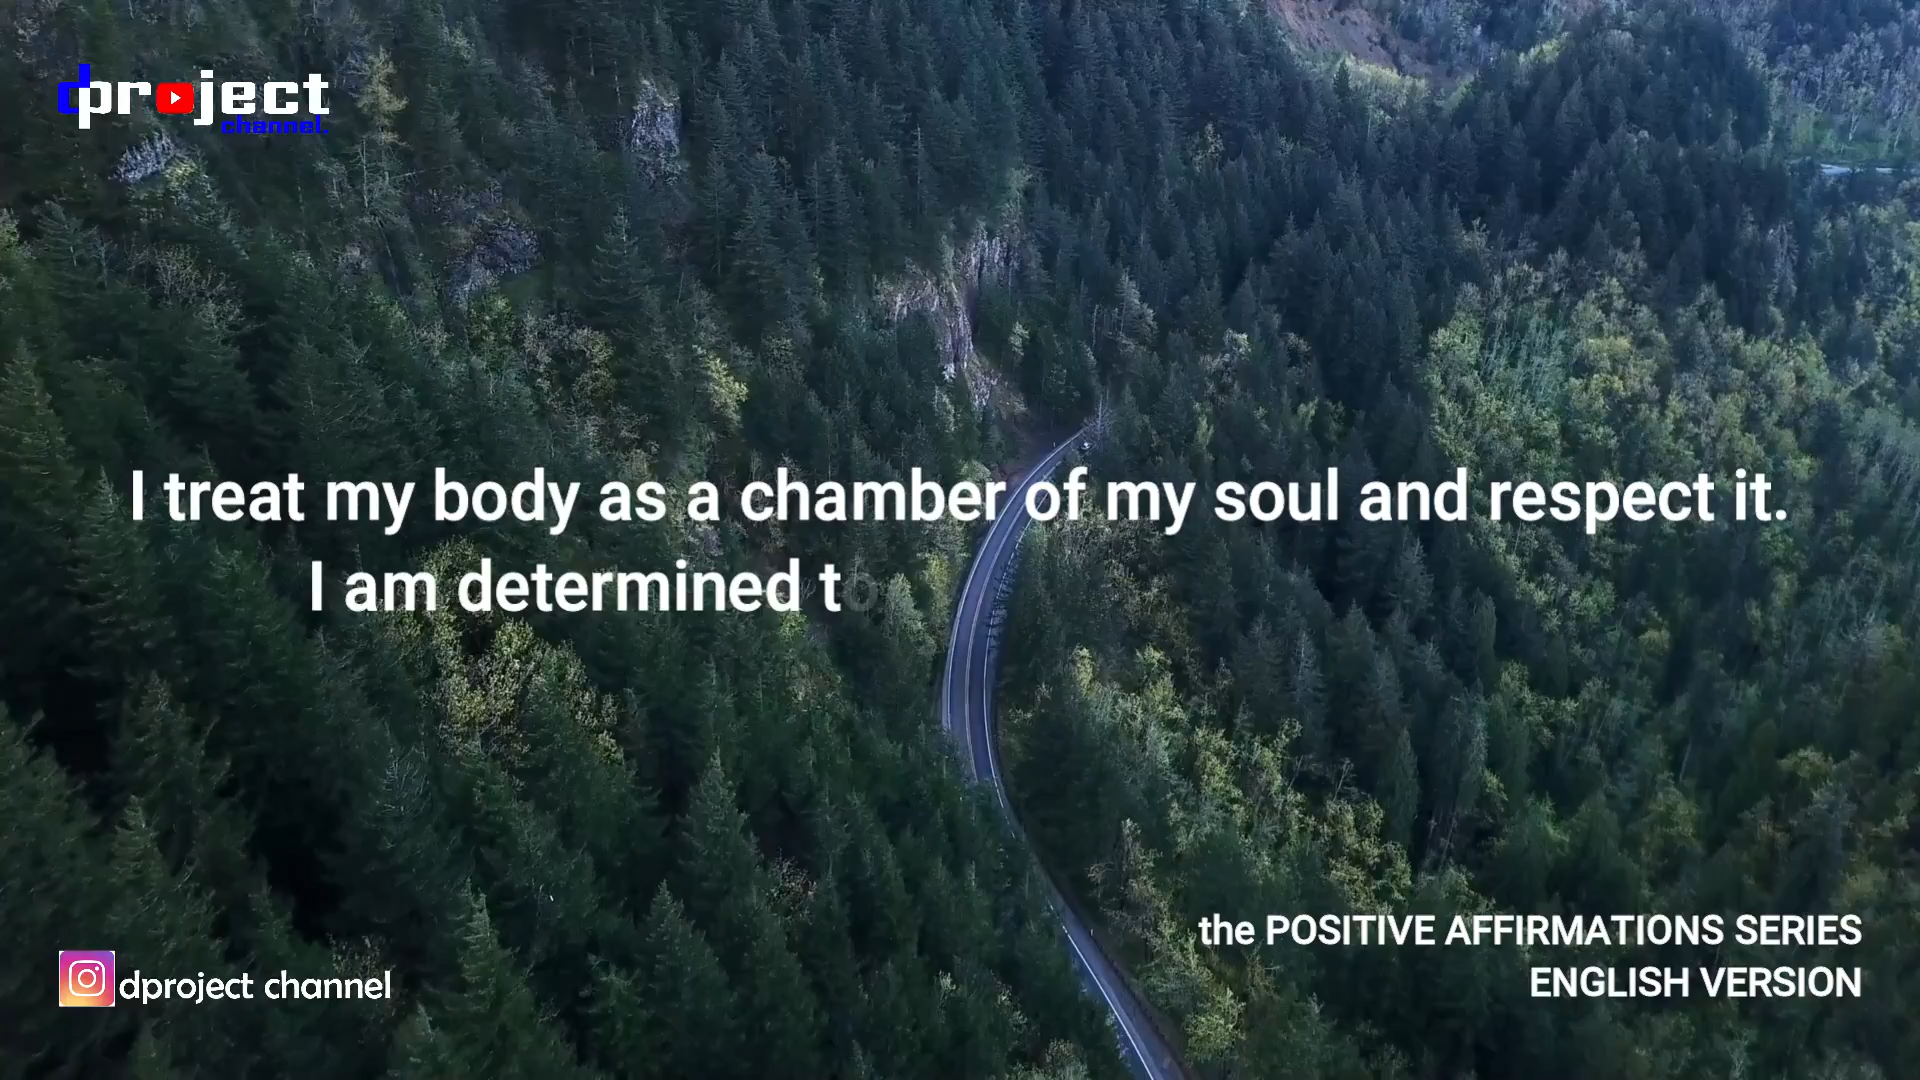 dproject
channel.
I treat my body as a chamber of my soul and respect it.
I am determined to
the POSITIVE AFFIRMATIONS SERIES
ENGLISH VERSION
dproject channel